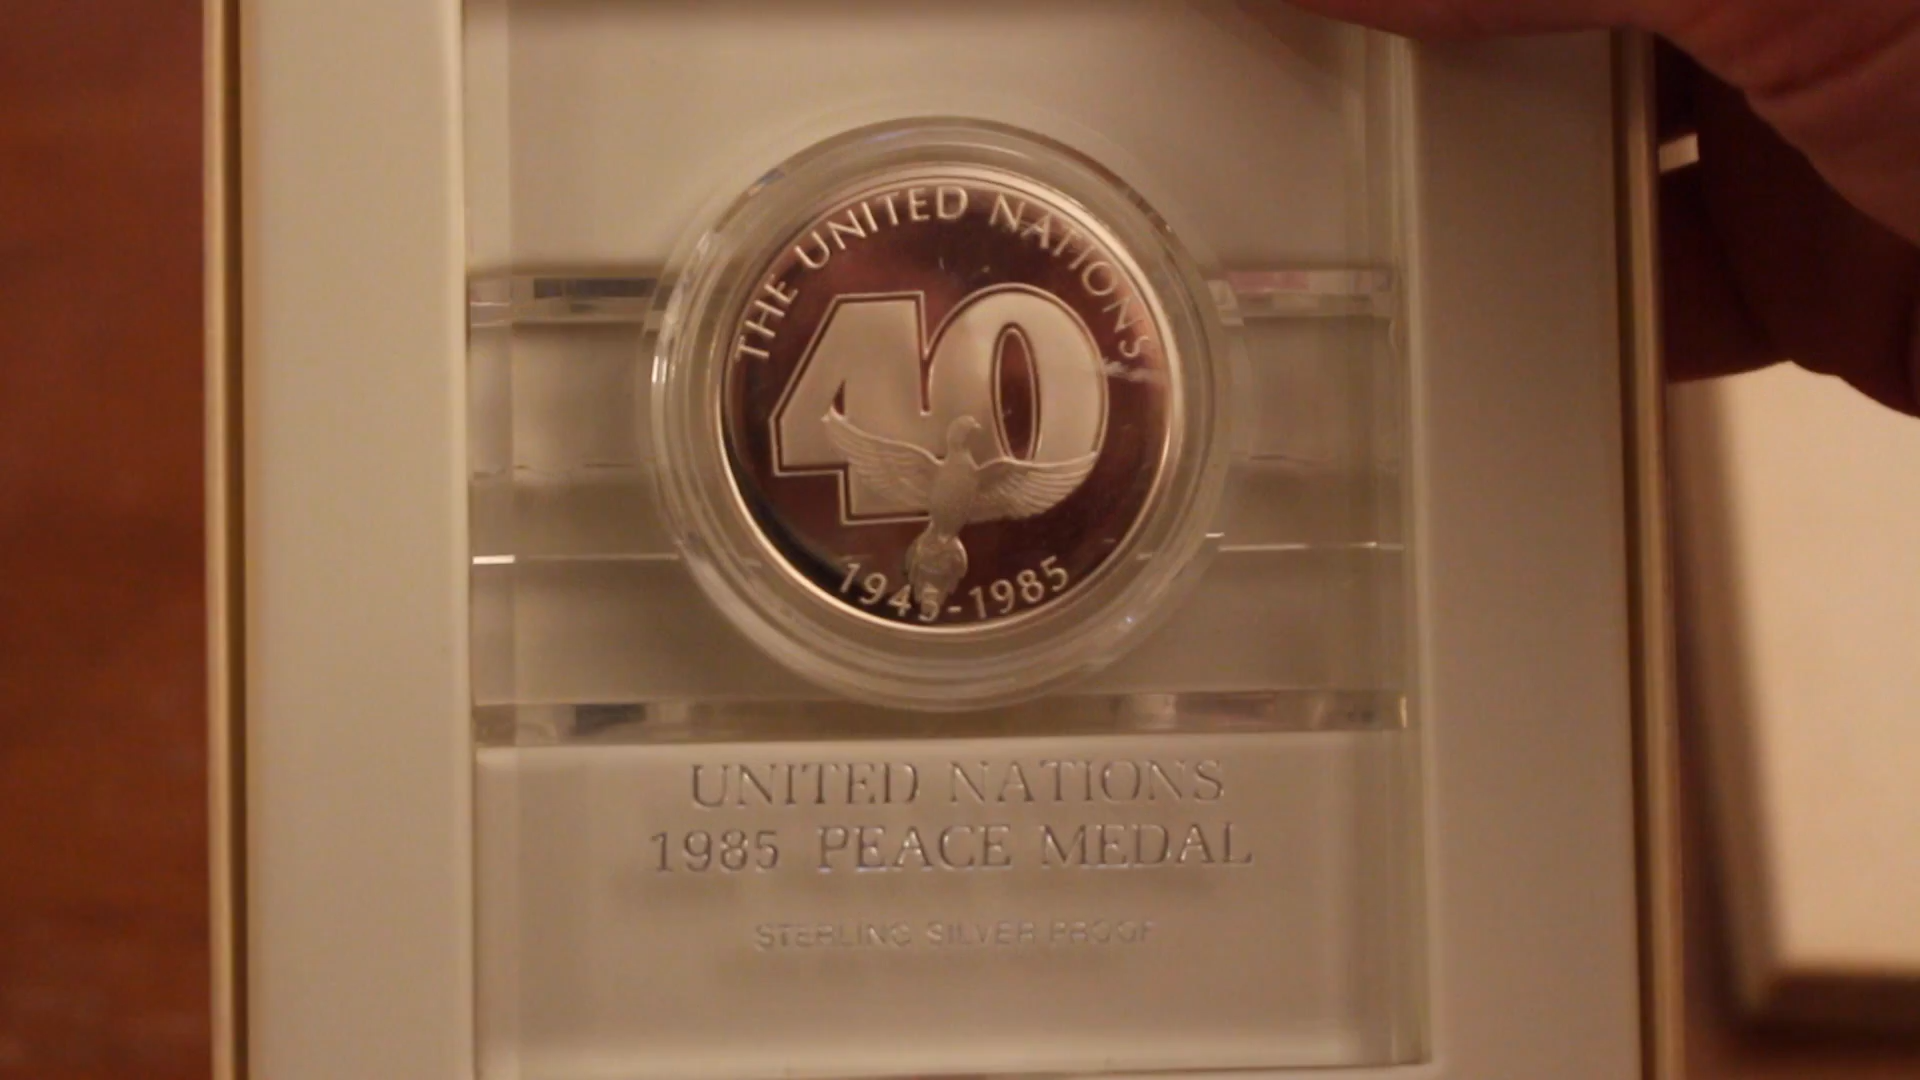 THE UNITED NATIONS
40
1945-1985
UNITED NATIONS
1985 PEACE MEDAL
STERLING SILVER PROOF